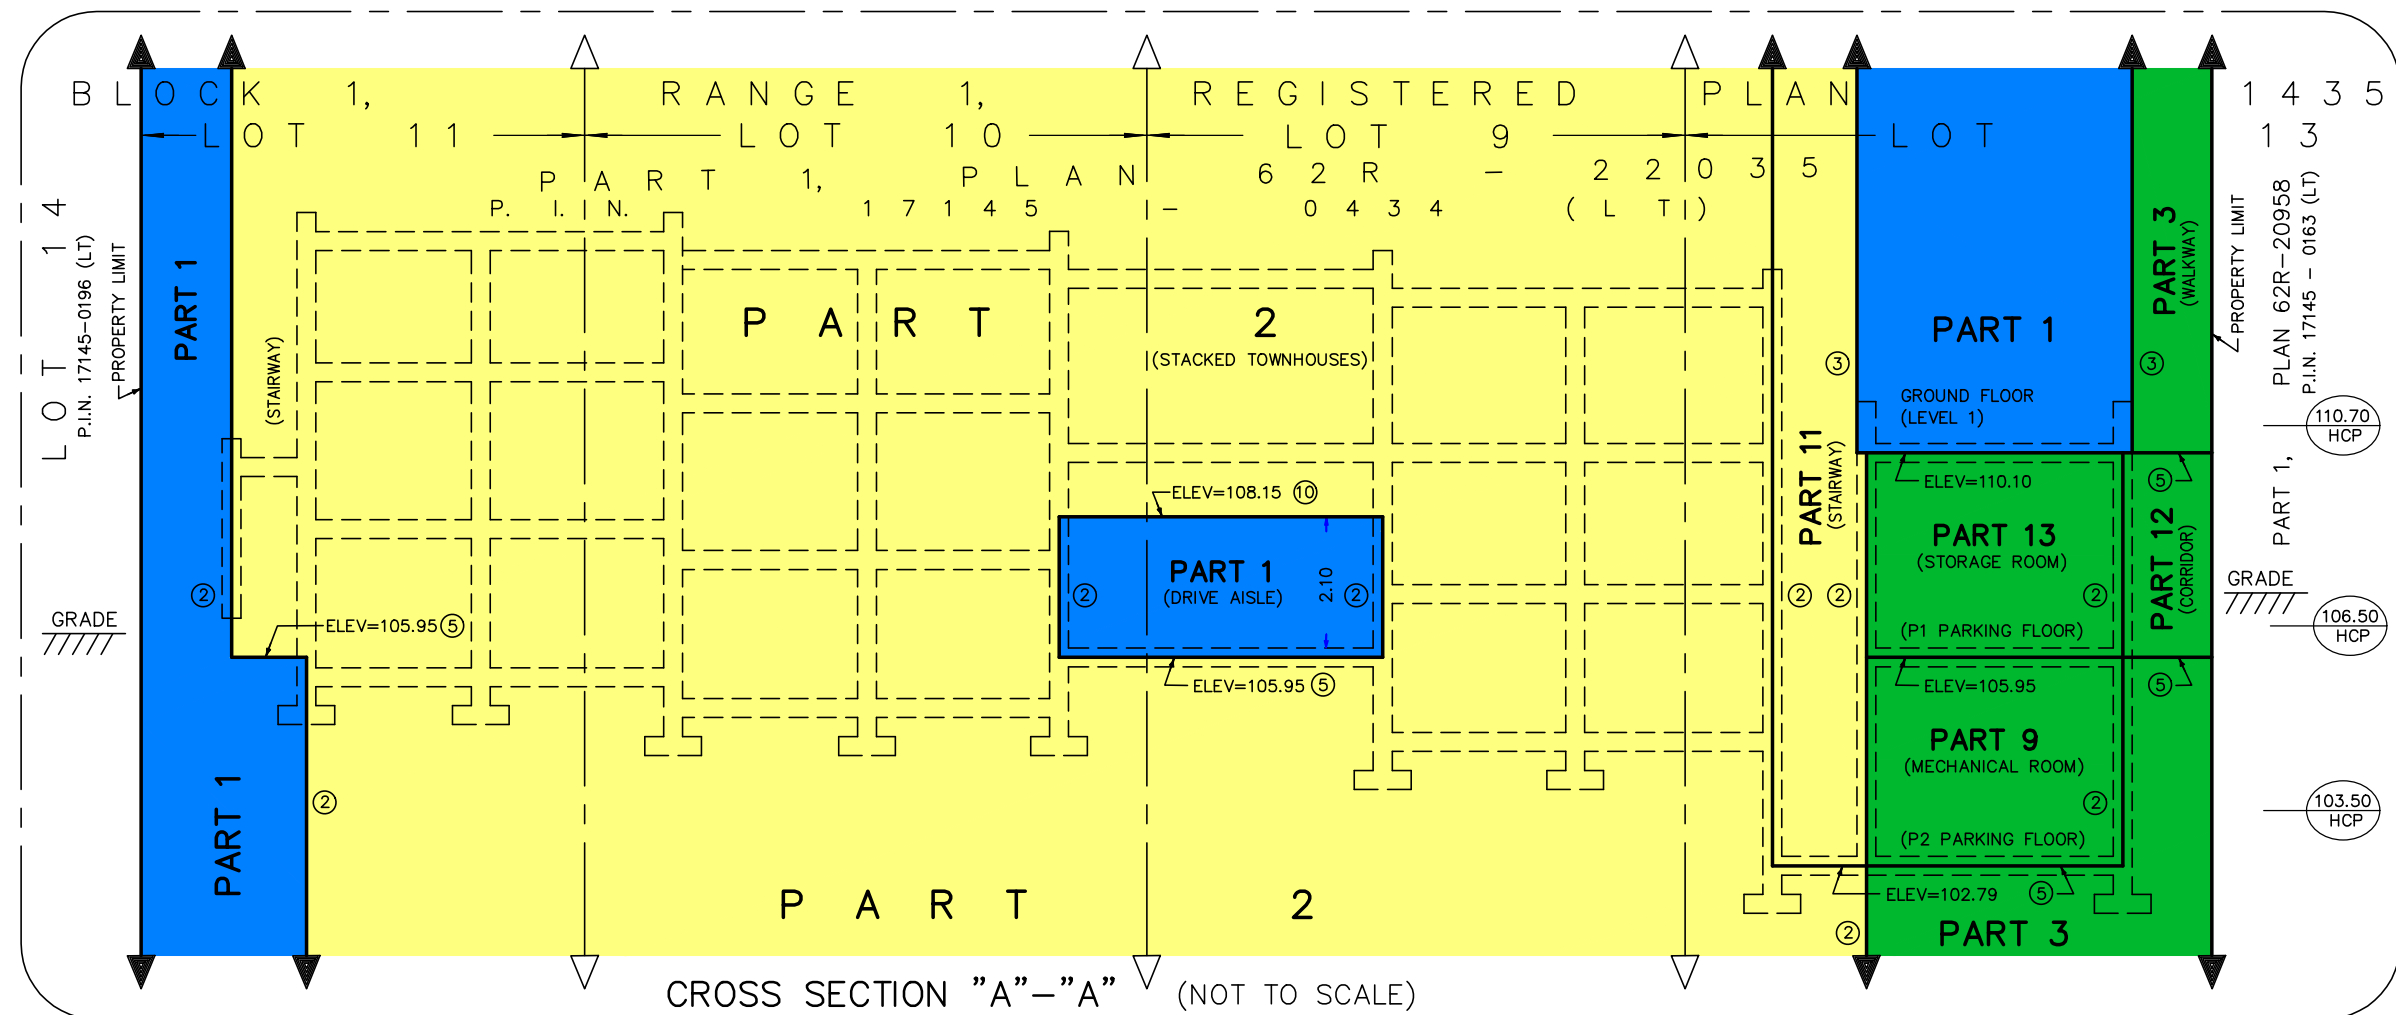 BLOCK 1, RANGE 1, REGISTERED PLAN 1435
LOT 11 LOT 10 LOT 9 LOT 13
PART 1, PLAN 62R - 22035
P. I. N. 17145 - 0434 (LT)
LOT 14
P.I.N. 17145-0196 (LT)
PROPERTY LIMIT
PART 1
(STAIRWAY)
2
GRADE
ELEV=105.95 5
PART 1
2
PART 2
(STACKED TOWNHOUSES)
ELEV=108.15 10
PART 1
(DRIVE AISLE)
2
2.10
2
ELEV=105.95 5
PART 2
PART 11
(STAIRWAY)
3
2
2
PART 1
GROUND FLOOR
(LEVEL 1)
ELEV=110.10
PART 13
(STORAGE ROOM)
2
(P1 PARKING FLOOR)
ELEV=105.95
PART 9
(MECHANICAL ROOM)
2
(P2 PARKING FLOOR)
ELEV=102.79 5
2
PART 3
PART 3
(WALKWAY)
3
5
PART 12
(CORRIDOR)
5
PROPERTY LIMIT
PART 1, PLAN 62R-20958
P.I.N. 17145 - 0163 (LT)
110.70
HCP
GRADE
106.50
HCP
103.50
HCP
CROSS SECTION "A"-"A" (NOT TO SCALE)